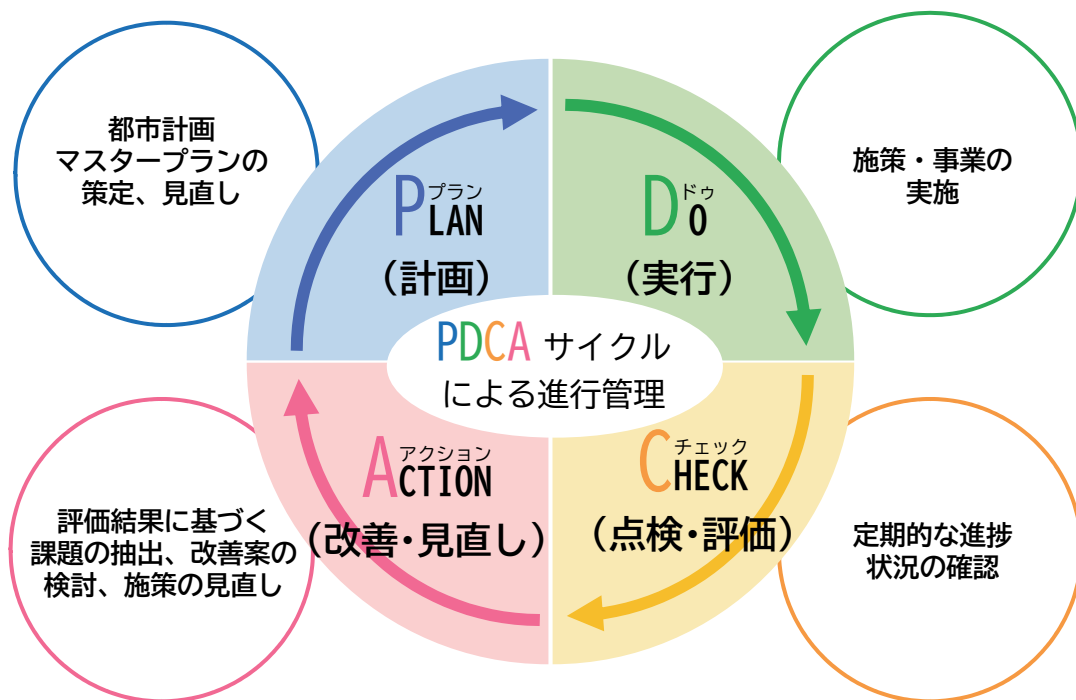 都市計画
マスタープランの
策定、見直し
プラン
PLAN
(計画)
ドゥ
DO
(実行)
施策・事業の
実施
PDCA サイクル
による進行管理
アクション
ACTION
(改善・見直し)
評価結果に基づく
課題の抽出、改善案の
検討、施策の見直し
チェック
CHECK
(点検・評価)
定期的な進捗
状況の確認